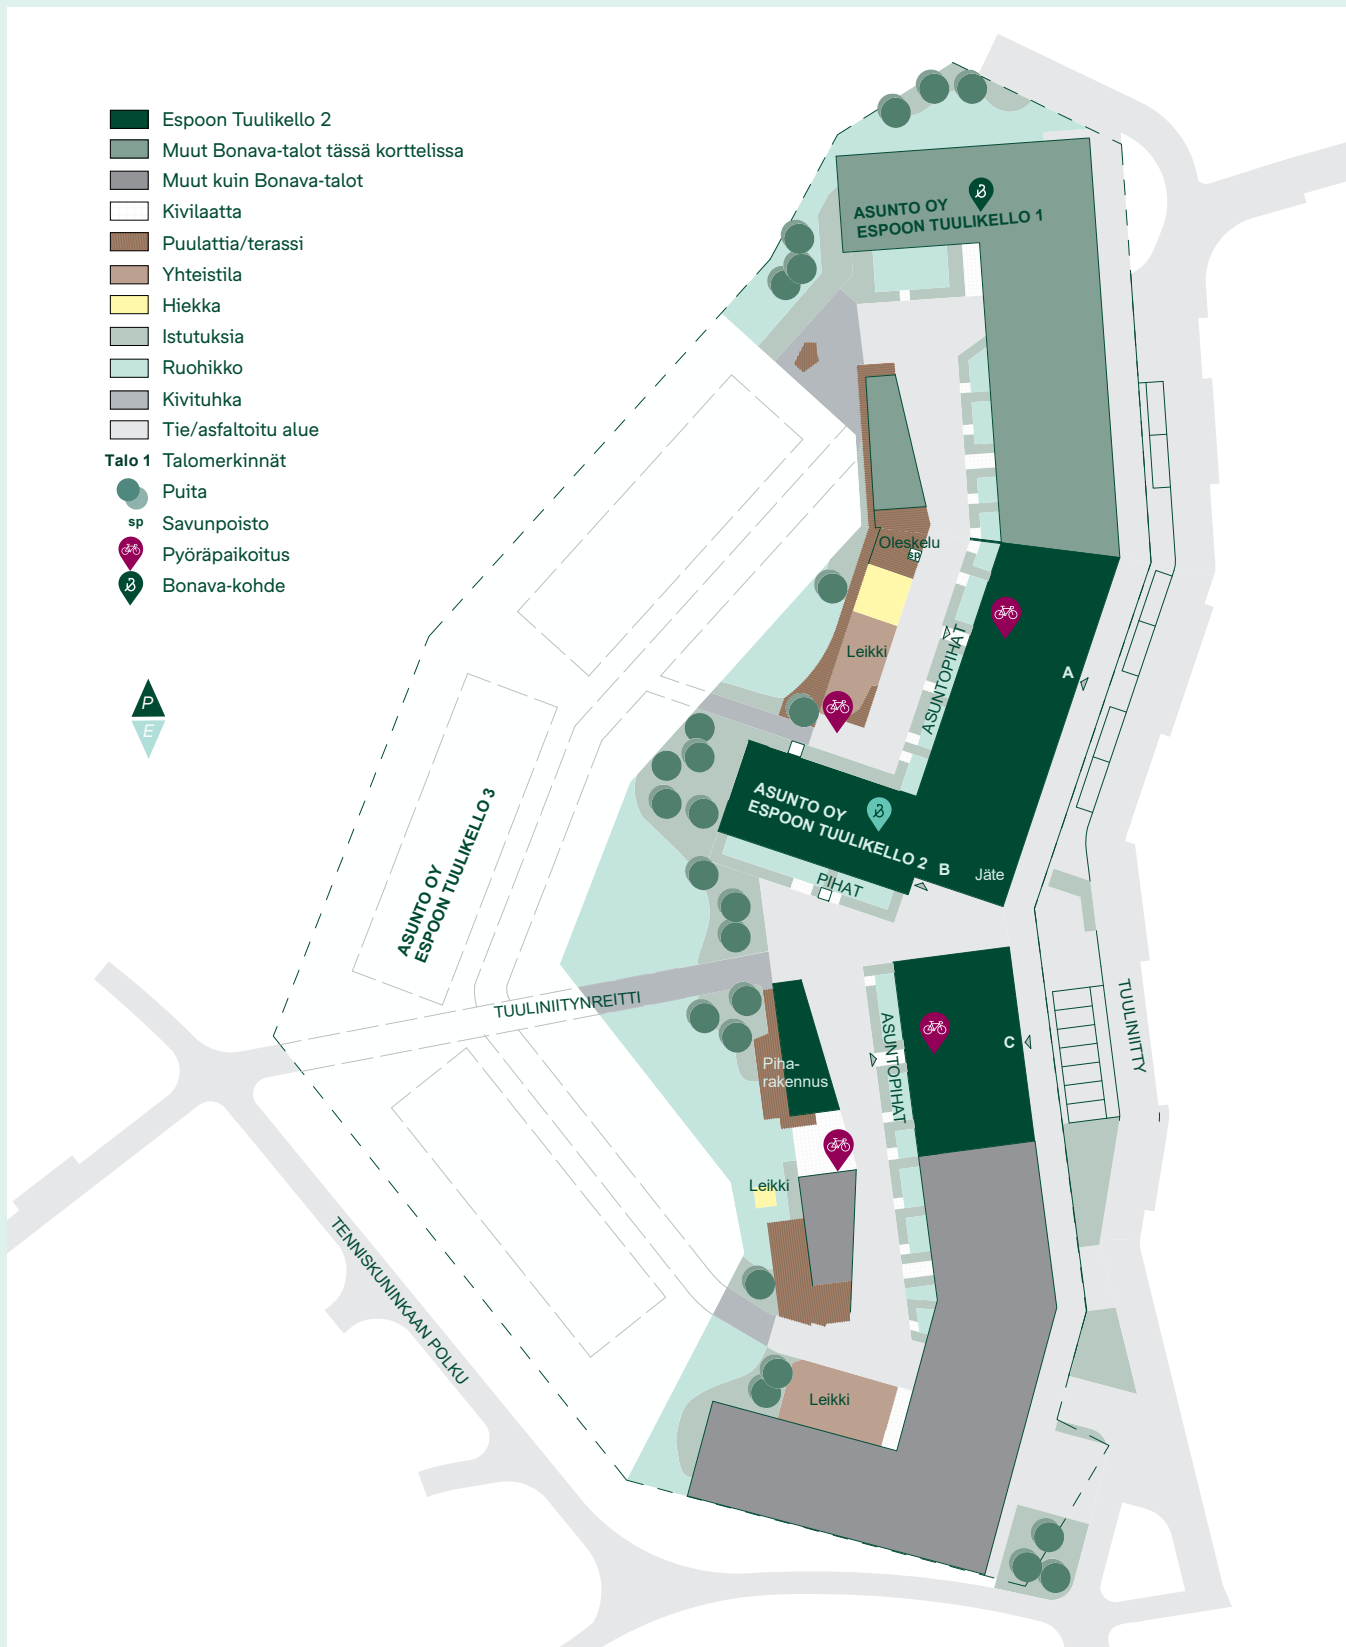 Espoon Tuulikello 2
Muut Bonava-talot tässä korttelissa
Muut kuin Bonava-talot
Kivilaatta
Puulattia/terassi
Yhteistila
Hiekka
Istutuksia
Ruohikko
Kivituhka
Tie/asfaltoitu alue
Talo 1 Talomerkinnät
Puita
sp Savunpoisto
Pyöräpaikoitus
Bonava-kohde
P
E
ASUNTO OY
ESPOON TUULIKELLO 1
Oleskelu
sp
Leikki
ASUNTOPIHAT
A
ASUNTO OY
ESPOON TUULIKELLO 2
B
Jäte
PIHAT
ASUNTO OY
ESPOON TUULIKELLO 3
TUULINIITYNREITTI
TUULINIITTY
ASUNTOPIHAT
C
Piha-
rakennus
Leikki
TENNISKUNINKAAN POLKU
Leikki